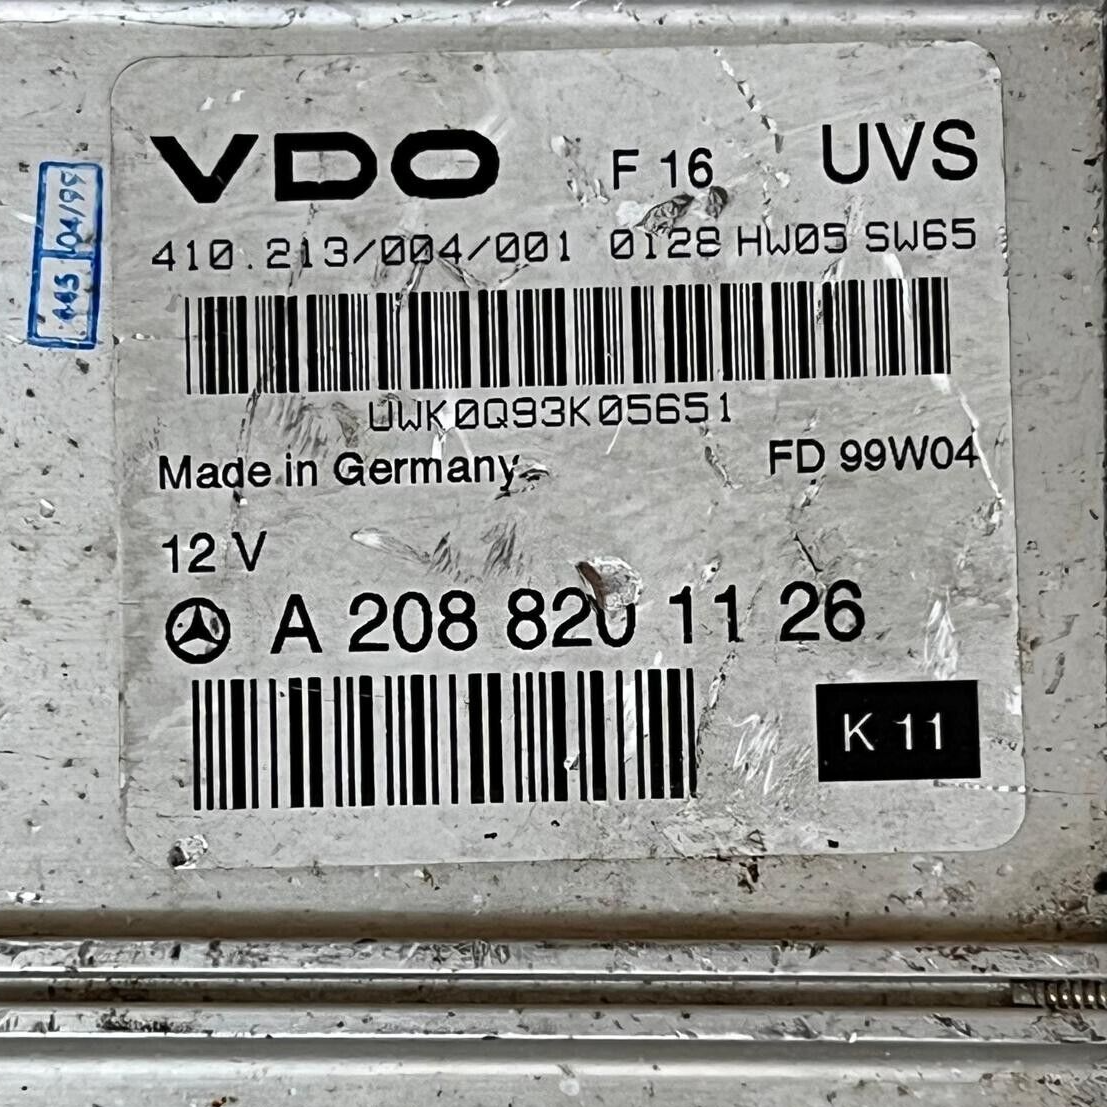 VDO F 16 UVS
410.213/004/001 0128 HW05 SW65
UWK0Q93K05651
Made in Germany FD 99W04
12 V
A 208 820 11 26
K 11
04/99